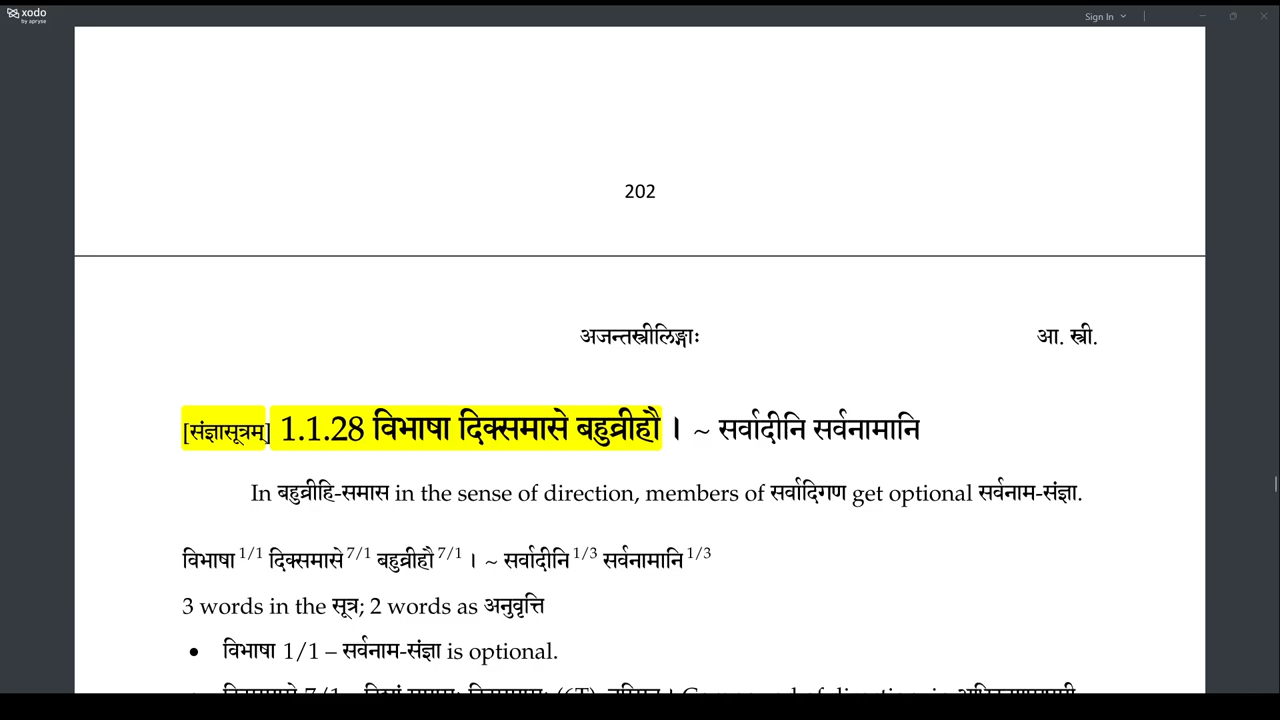 xodo
by apryse
Sign In
202
अजन्तस्त्रीलिङ्गाः
आ. स्त्री.
[संज्ञासूत्रम्] 1.1.28 विभाषा दिक्समासे बहुव्रीहौ । ~ सर्वादीनि सर्वनामानि
In बहुव्रीहि-समास in the sense of direction, members of सर्वादिगण get optional सर्वनाम-संज्ञा.
विभाषा 1/1 दिक्समासे 7/1 बहुव्रीहौ 7/1 । ~ सर्वादीनि 1/3 सर्वनामानि 1/3
3 words in the सूत्र; 2 words as अनुवृत्ति
• विभाषा 1/1 – सर्वनाम-संज्ञा is optional.